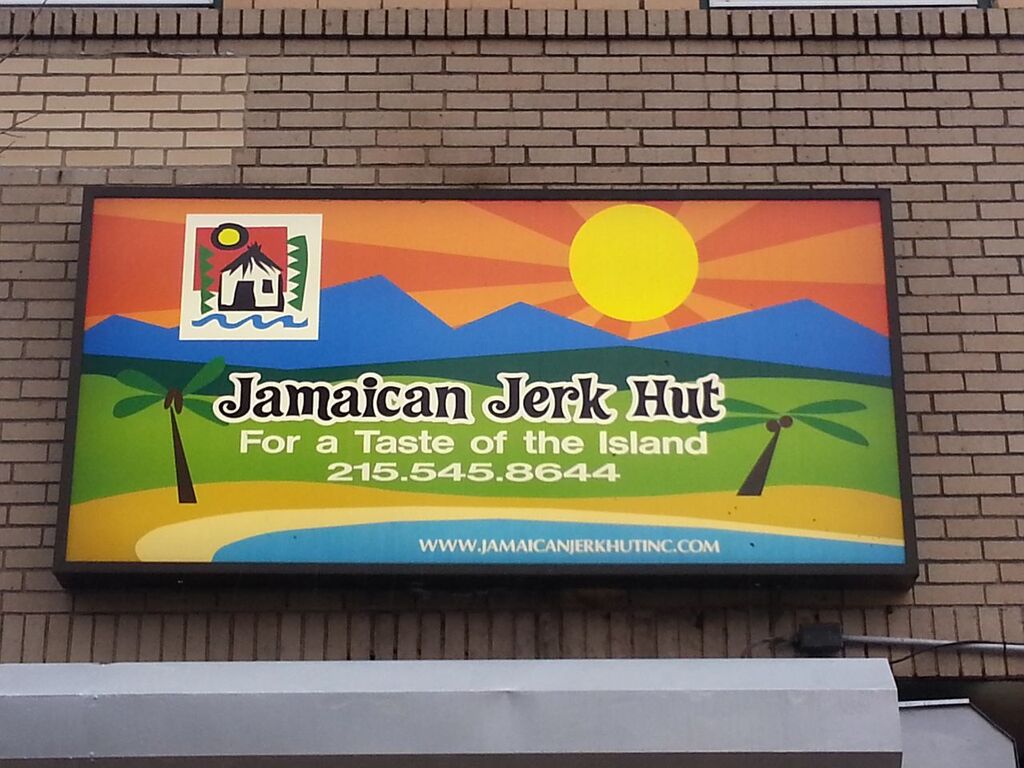 Jamaican Jerk Hut
For a Taste of the Island
215.545.8644
WWW.JAMAICANJERKHUTINC.COM